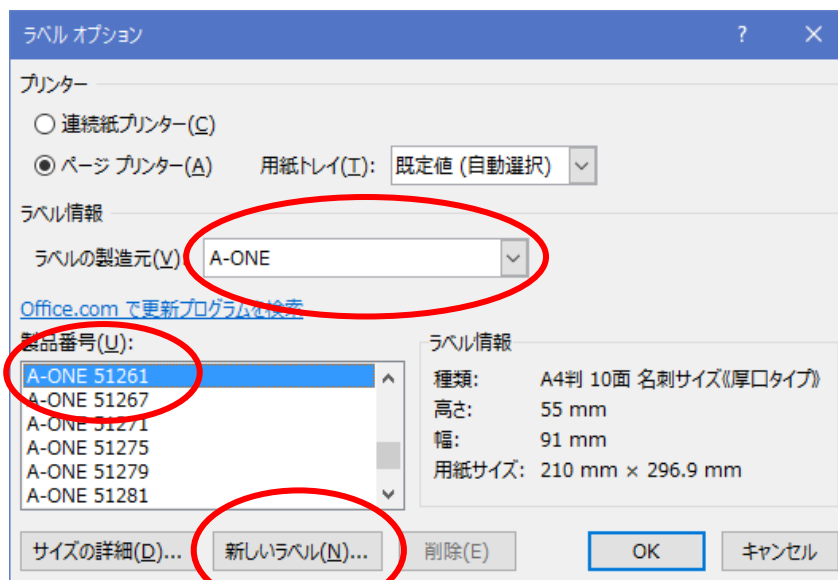 ラベル オプション ? ×
プリンター
連続紙プリンター(C)
ページ プリンター(A) 用紙トレイ(T): 既定値 (自動選択)
ラベル情報
ラベルの製造元(V): A-ONE
Office.com で更新プログラムを検索
製品番号(U):
A-ONE 51261
A-ONE 51267
A-ONE 51271
A-ONE 51275
A-ONE 51279
A-ONE 51281
ラベル情報
種類: A4判 10面 名刺サイズ《厚口タイプ》
高さ: 55 mm
幅: 91 mm
用紙サイズ: 210 mm × 296.9 mm
サイズの詳細(D)... 新しいラベル(N)... 削除(E) OK キャンセル